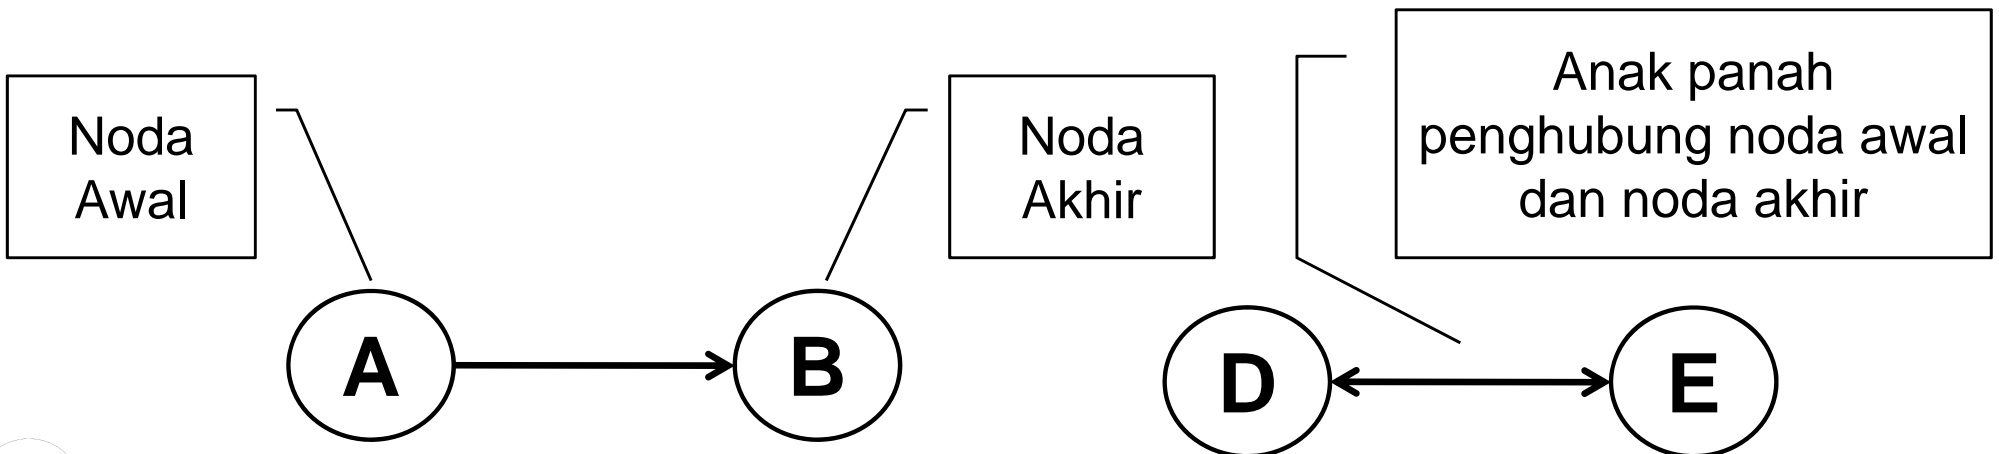 Noda
Awal
Noda
Akhir
Anak panah
penghubung noda awal
dan noda akhir
A
B
D
E